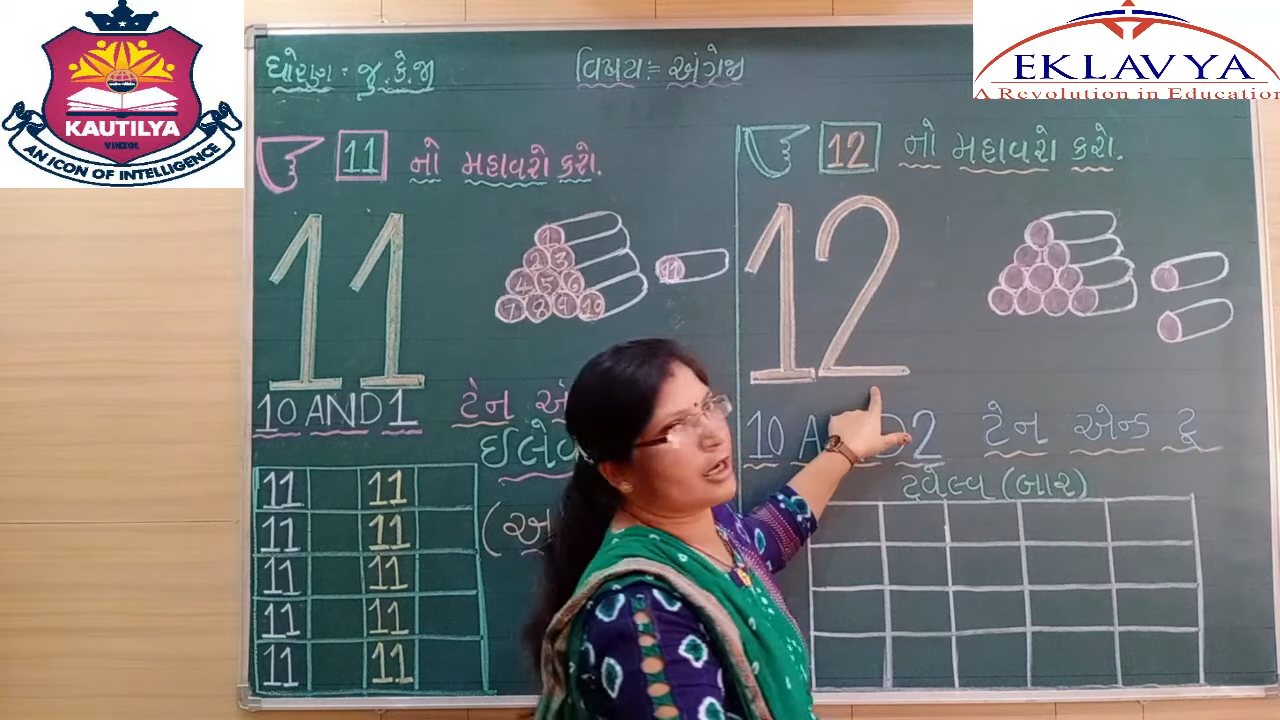 KAUTILYA
VINZOL
AN ICON OF INTELLIGENCE
EKLAVYA
A Revolution in Education
ધોરણ : જુ.કે.જી
વિષય:- અંગ્રેજી
11 નો મહાવરો કરો.
11
1
2 3
4 5 6
7 8 9 10
11
10 AND 1 ટેન
(અ
11 11
11 11
11 11
11 11
11 11
12 નો મહાવરો કરો.
12
10 2 ટેન એન્ડ ટૂ
ટ્વેલ્વ (બાર)